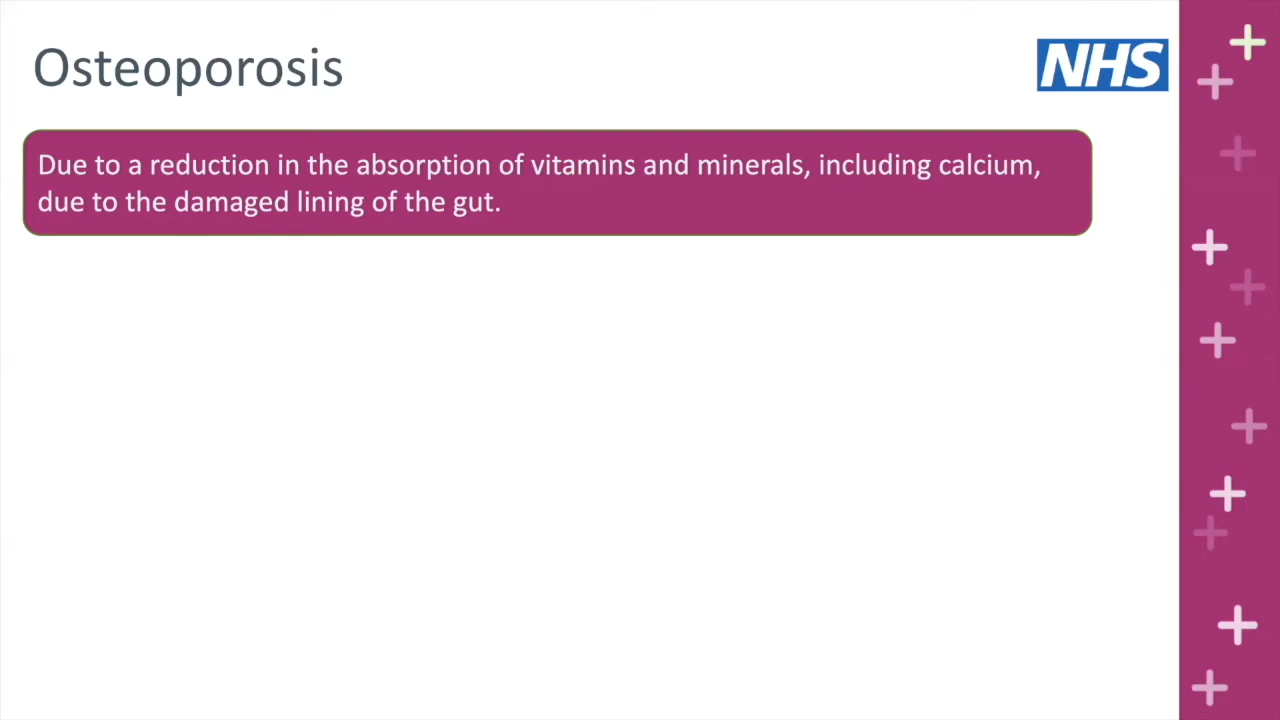 Osteoporosis
NHS
Due to a reduction in the absorption of vitamins and minerals, including calcium,
due to the damaged lining of the gut.